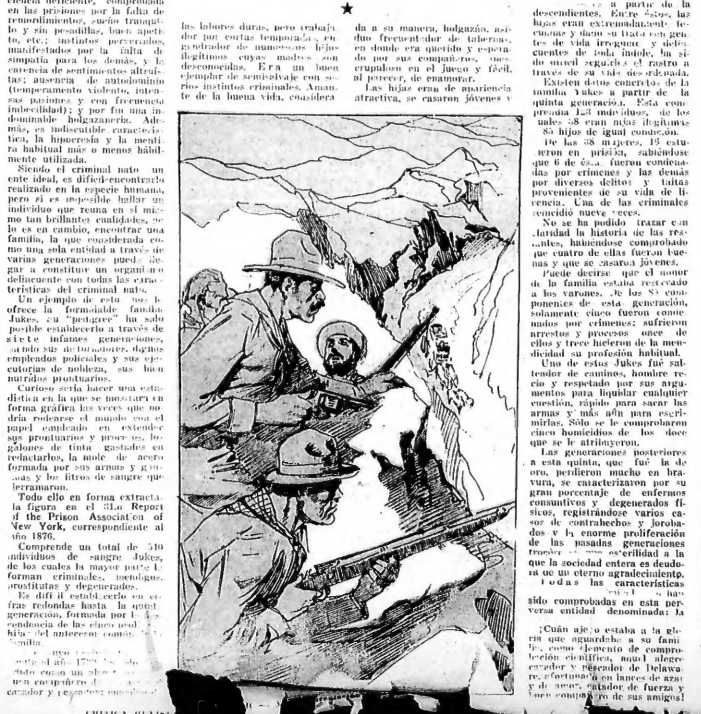 ciencia deficiente, comprobada
en las prisiones por la falta de
remordimientos, sueño tranqui-
lo y sin pesadillas, buen apeti-
to, etc.; instintos perversos,
manifestados por la falta de
simpatía para los demás, y la
carencia de sentimientos altruís-
tas; ausencia de autodominio
(temperamento violento, inten-
sas pasiones y con frecuencia
imbecilidad); y por fin una in-
dominable holgazanería. Ade-
más, es indiscutible caracterís-
tica, la hipocresía y la menti-
ra habitual más o menos hábil-
mente utilizada.
Siendo el criminal nato un
ente ideal, es difícil encontrarlo
realizado en la especie humana,
pero si es imposible hallar un
individuo que reuna en sí mis-
mo tan brillantes cualidades, no
lo es en cambio, encontrar una
familia, la que considerada co-
mo una sola entidad a través de
varias generaciones puede lle-
gar a constituir un organismo
delincuente con todas las carac-
terísticas del criminal nato.
Un ejemplo de esto nos lo
ofrece la formidable familia
Jukes, su "pedigree" ha sido
posible establecerlo a través de
siete infames generaciones,
siendo sus historiadores, dignos
empleados policiales y sus eje-
cutorias de nobleza, sus bien
nutridos prontuarios.
Curioso sería hacer una esta-
dística en la que se mostrara en
forma gráfica las veces que po-
dría rodearse el mundo con el
papel empleado en extender
sus prontuarios y procesos, los
galones de tinta gastados en
redactarlos, la mole de acero
formada por sus armas y
y los litros de sangre que
derramaron.
Todo ello en forma extracta-
la figura en el 31.o Report
of the Prison Association of
New York, correspondiente al
año 1876.
Comprende un total de 540
individuos de sangre Jukes,
de los cuales la mayor parte la
forman criminales, mendigos,
prostitutas y degenerados.
Es difícil establecerlo en ci-
fras redondas hasta la quinta
generación, formada por la des-
cendencia de las cinco
hijas del antecesor común
familia.
año
como un
buen compañero
cazador y pescador
las labores duras, pero trabaja-
dor por cortas temporadas, en-
gendrador de numerosos hijos
ilegítimos cuyas madres son
desconocidas. Era un buen
ejemplar de semisalvaje con se-
rios instintos criminales. Aman-
te de la buena vida, considera
da a su manera, holgazán, asi-
duo frecuentador de tabernas,
en donde era querido y espera-
do por sus compañeros, ines-
crupuloso en el juego y fácil,
al parecer, de enamorar.
Las hijas eran de apariencia
atractiva, se casaron jóvenes y
a partir de la
descendientes. Entre éstos, las
hijas eran extremadamente fe-
cundas y dado su trato con gen-
tes de vida irregular y delin-
cuentes de toda índole, ha si-
do difícil seguirles el rastro a
través de su vida desordenada.
Existen datos concretos de la
familia Yukes a partir de la
quinta generación. Esta com-
prendía 123 individuos, de los
cuales 38 eran hijas ilegítimas
85 hijos de igual condición.
De las 38 mujeres, 16 estu-
vieron en prisión, sabiéndose
que 6 de éstas fueron condena-
das por crímenes y las demás
por diversos delitos y faltas
provenientes de su vida de li-
cencia. Una de las criminales
reincidió nueve veces.
No se ha podido trazar con
claridad la historia de las res-
tantes, habiéndose comprobado
que cuatro de ellas fueron bue-
nas y que se casaron jóvenes.
Puede decirse que el honor
de la familia estaba reservado
a los varones. De los 85 com-
ponentes de esta generación,
solamente cinco fueron conde-
nados por crímenes; sufrieron
arrestos y procesos once de
ellos y trece hicieron de la men-
dicidad su profesión habitual.
Uno de estos Jukes fué sal-
teador de caminos, hombre re-
cio y respetado por sus argu-
mentos para liquidar cualquier
cuestión, rápido para sacar las
armas y más aún para esgri-
mirlas. Sólo se le comprobaron
cinco homicidios de los doce
que se le atribuyeron.
Las generaciones posteriores
a esta quinta, que fué la de
oro, perdieron mucho en bra-
vura, se caracterizaron por su
gran porcentaje de enfermos
consuntivos y degenerados fí-
sicos, registrándose varios ca-
sos de contrahechos y joroba-
dos y la enorme proliferación
de las pasadas generaciones
esterilidad a la
que la sociedad entera es deudo-
ra de un eterno agradecimiento.
Todas las características
han
sido comprobadas en esta per-
versa entidad denominada: la
¡Cuán ajeno estaba a la glo-
ria que aguardaba a su fami-
lia, como elemento de compro-
bación científica, aquel alegre
cazador y pescador de Delawa-
re, afortunado en lances de azar
y de amor, catador de fuerza y
buen compañero de sus amigos!